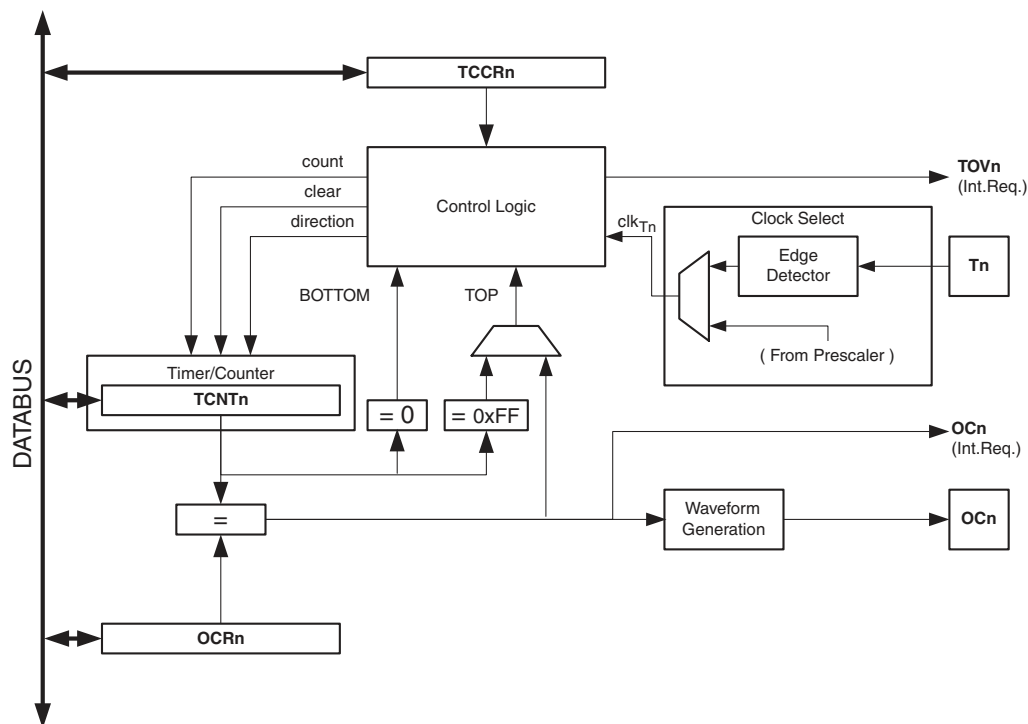 TCCRn
count
clear
direction
Control Logic
TOVn
(Int.Req.)
Clock Select
clkTn
Edge
Detector
Tn
BOTTOM
TOP
( From Prescaler )
Timer/Counter
TCNTn
DATABUS
= 0
= 0xFF
OCn
(Int.Req.)
=
Waveform
Generation
OCn
OCRn